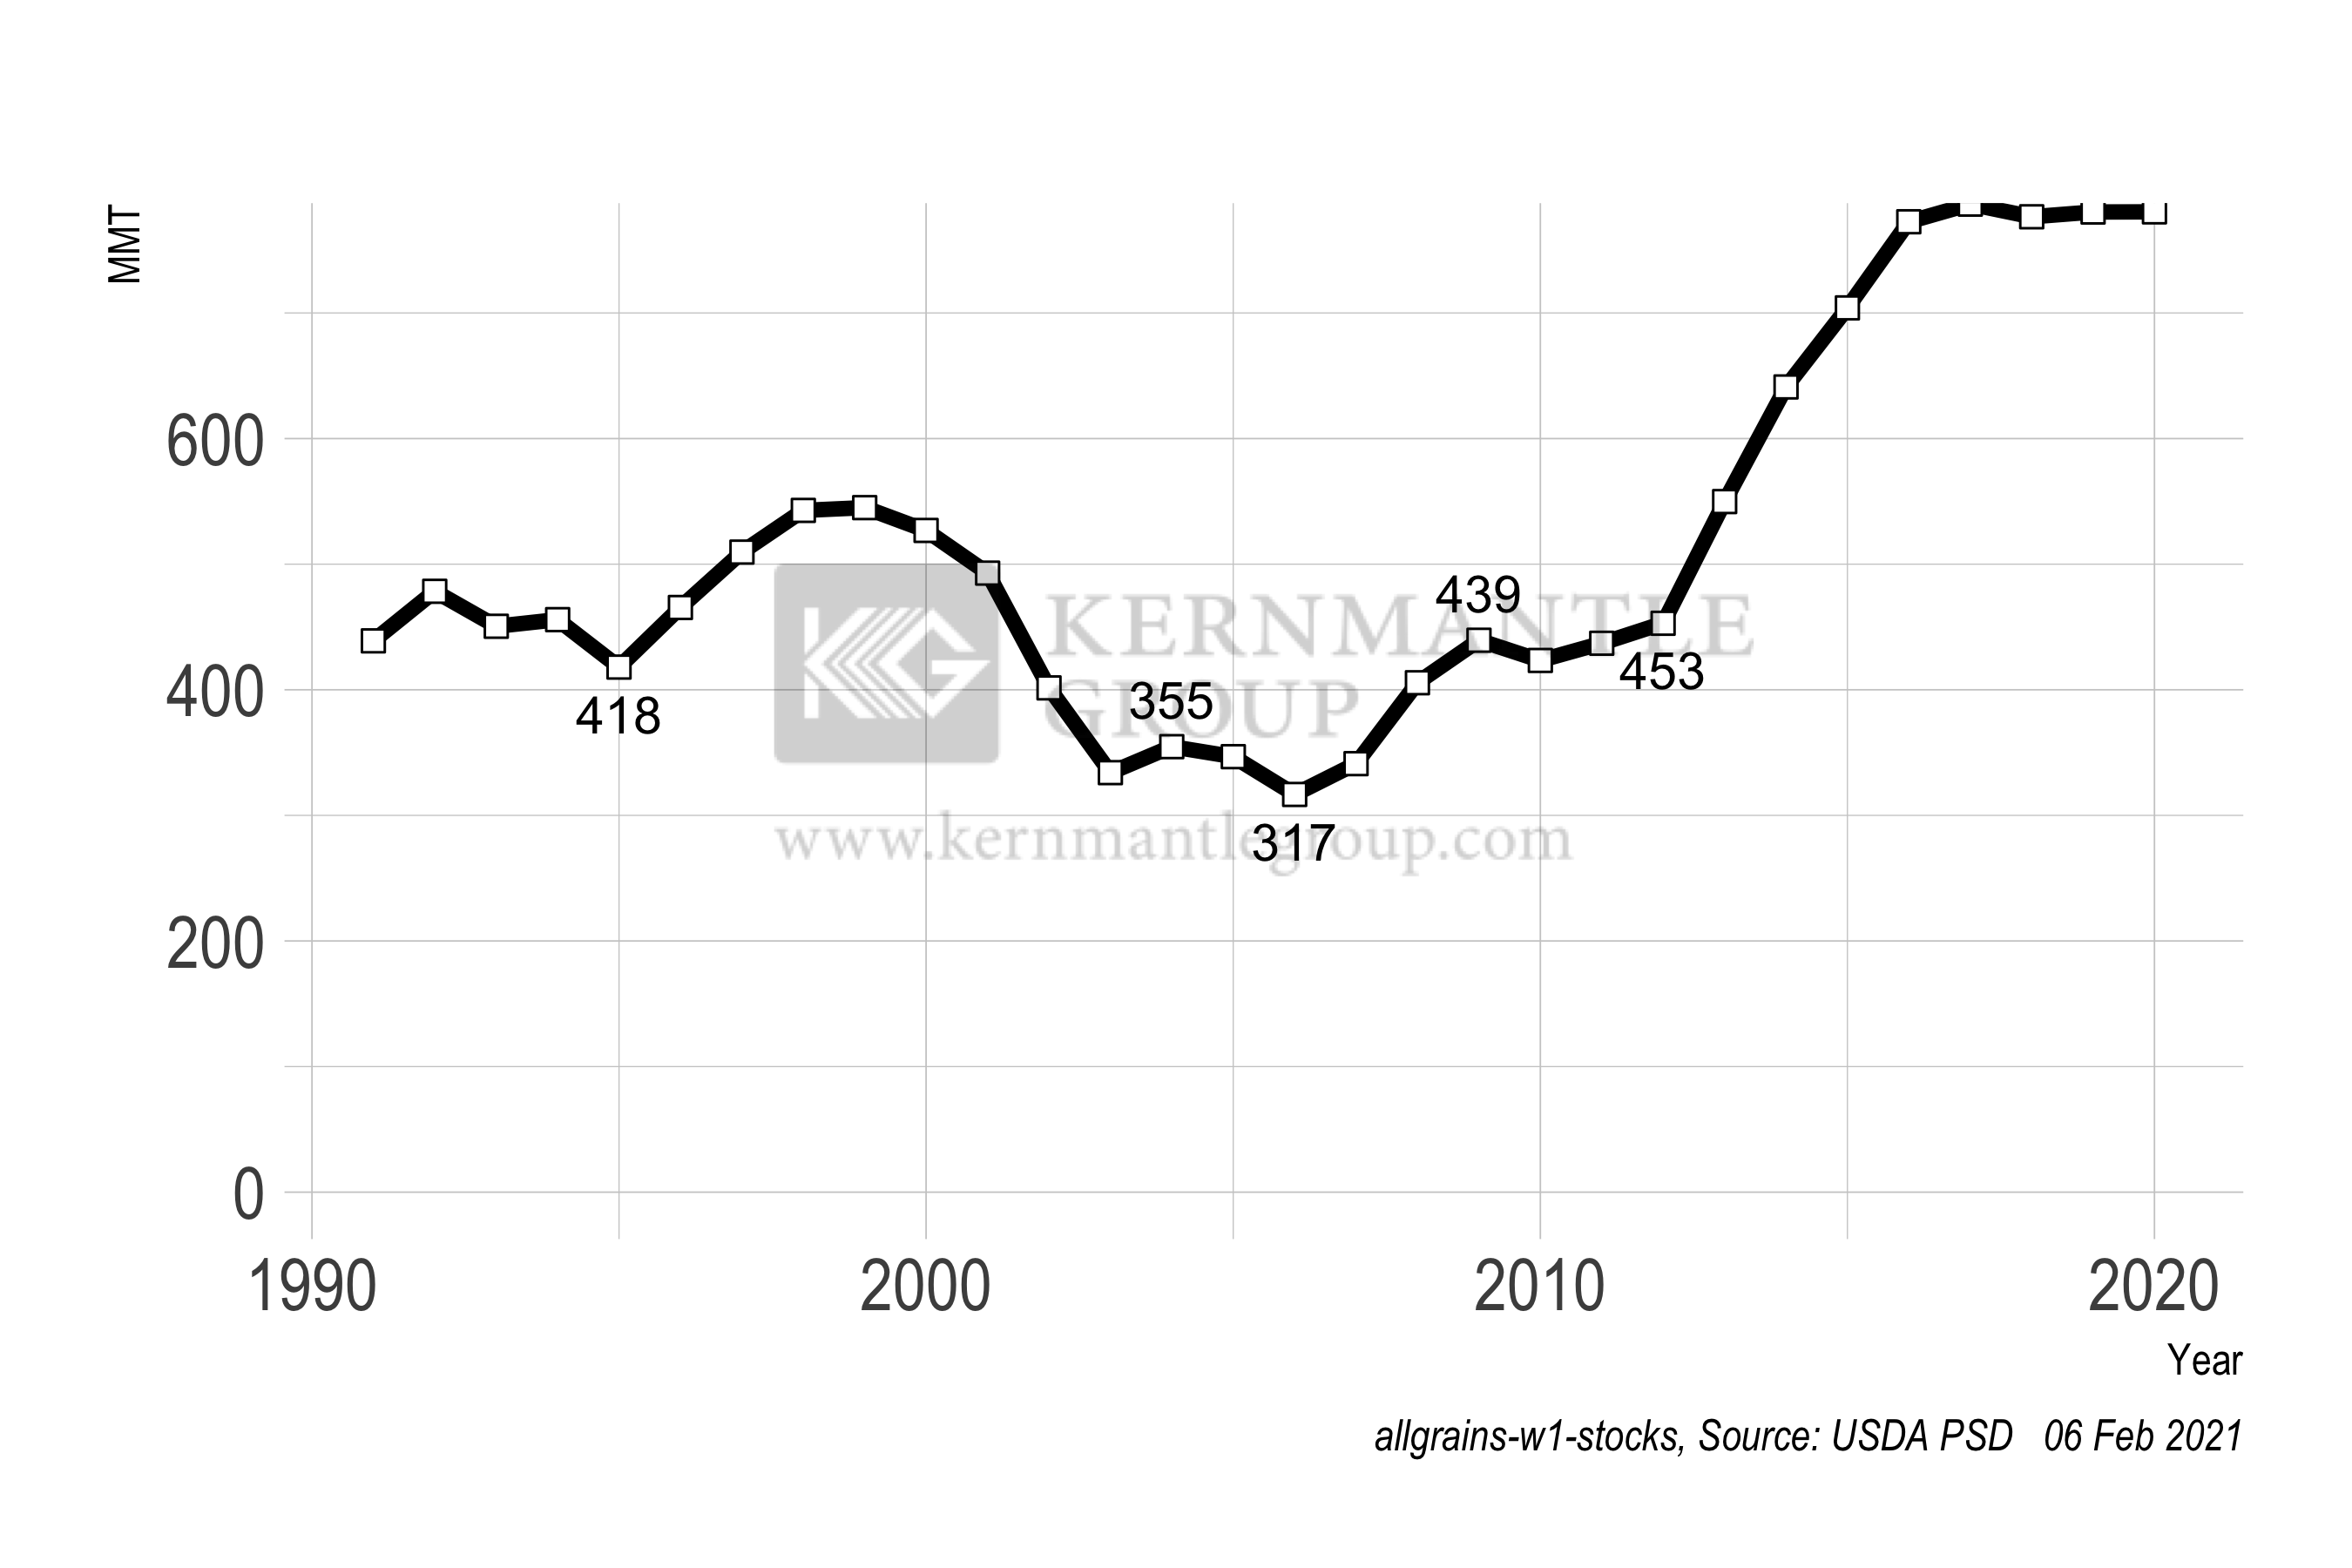 MMT
600
400
200
0
418
355
317
439
453
KG KERNMANTLE
GROUP
www.kernmantlegroup.com
1990 2000 2010 2020
Year
allgrains-w1-stocks, Source: USDA PSD 06 Feb 2021